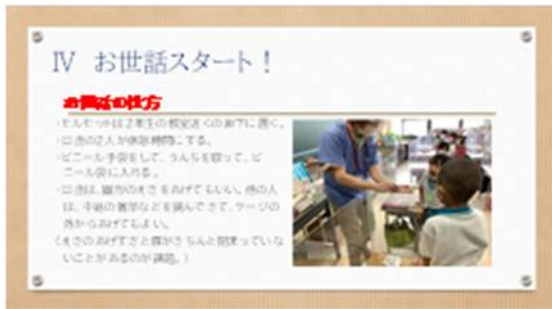 Ⅳ お世話スタート！
お世話の仕方
・モルモットは2年生の教室近くの廊下に置く。
・日直の2人が休み時間にする。
・ビニール手袋をして、うんちを取って、ビ
ニール袋に入れる。
・日直は、固形のえさをあげてもいい。他の人
は、中庭の雑草などを摘んできて、ケージの
外からあげてもよい。
（えさのあげすぎと扉がきちんと閉まっていな
いことがあるのが課題。）